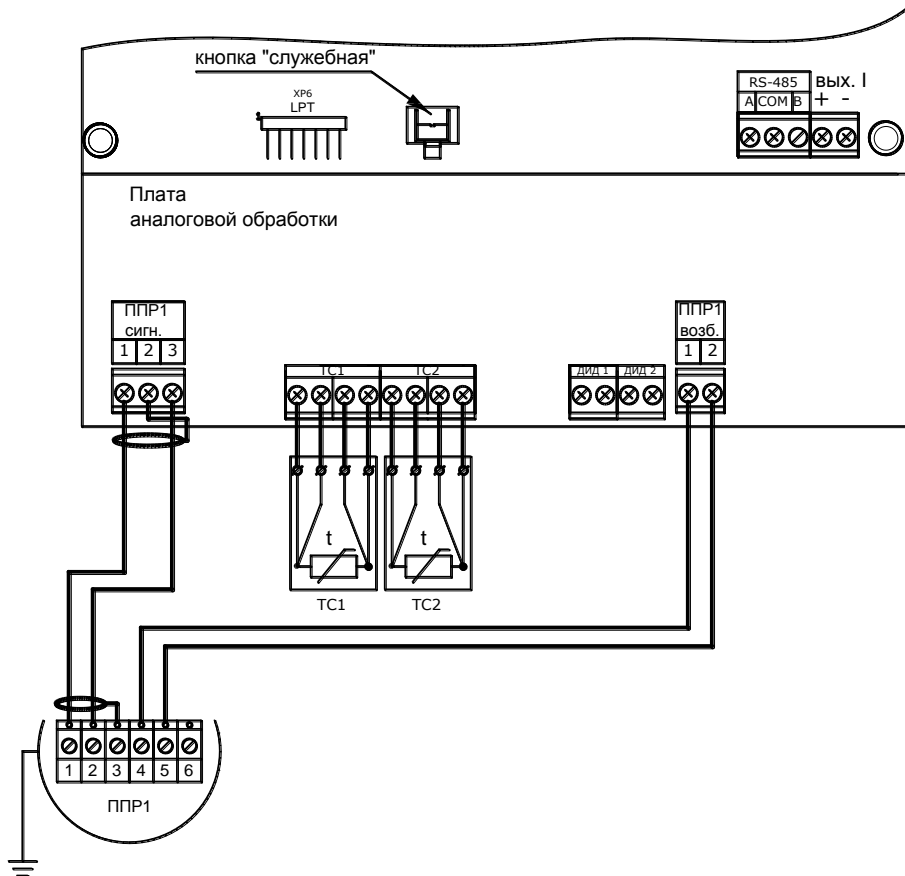 кнопка "служебная"
XP6
LPT
RS-485
вых. I
A COM B
+ -
Плата
аналоговой обработки
ППР1
сигн.
1 2 3
ТС1
ТС2
ДИД 1
ДИД 2
ППР1
возб.
1 2
t
t
ТС1
ТС2
1 2 3 4 5 6
ППР1